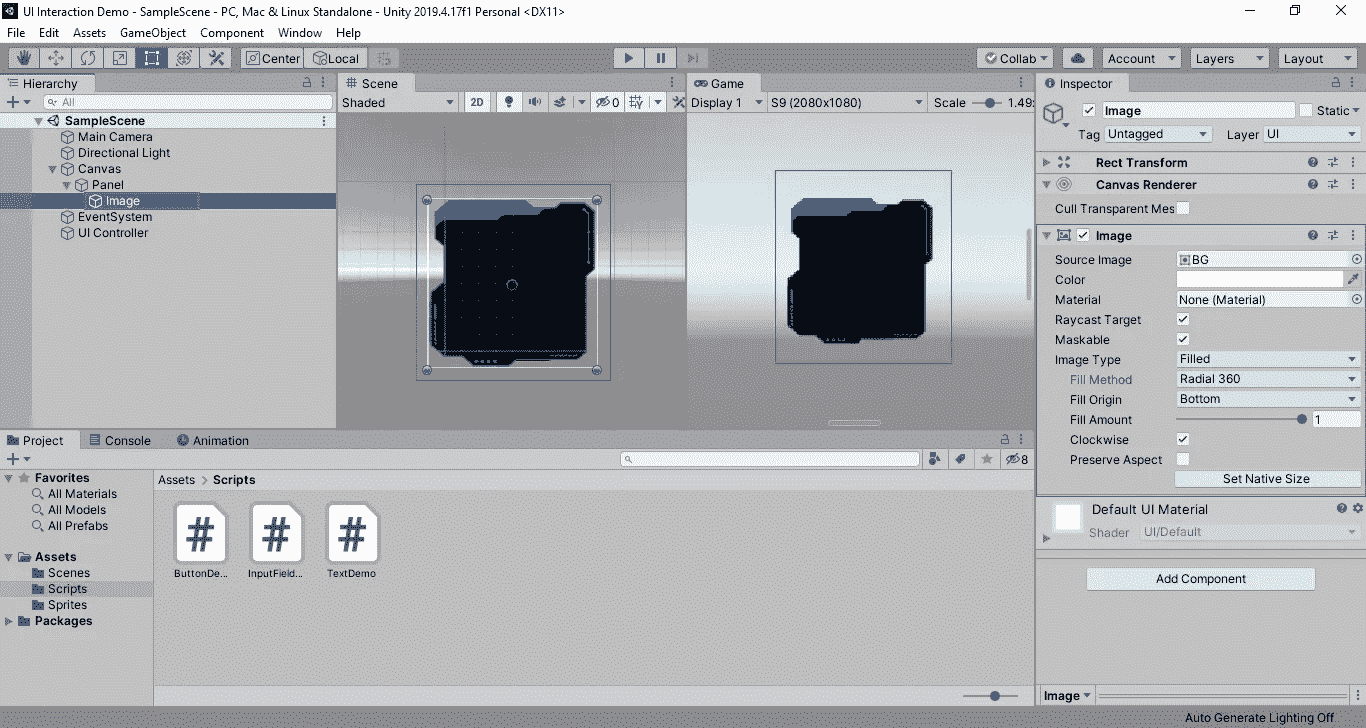 UI Interaction Demo - SampleScene - PC, Mac & Linux Standalone - Unity 2019.4.17f1 Personal <DX11>
File Edit Assets GameObject Component Window Help
Center Local Collab Account Layers Layout
Hierarchy
All
SampleScene
Main Camera
Directional Light
Canvas
Panel
Image
EventSystem
UI Controller
Scene
Shaded 2D 0
Game
Display 1 S9 (2080x1080) Scale 1.49
Inspector
Image Static
Tag Untagged Layer UI
Rect Transform
Canvas Renderer
Cull Transparent Mes
Image
Source Image BG
Color
Material None (Material)
Raycast Target
Maskable
Image Type Filled
Fill Method Radial 360
Fill Origin Bottom
Fill Amount 1
Clockwise
Preserve Aspect
Set Native Size
Default UI Material
Shader UI/Default
Add Component
Image
Project Console Animation
8
Favorites
All Materials
All Models
All Prefabs
Assets
Scenes
Scripts
Sprites
Packages
Assets > Scripts
# # #
ButtonDe... InputField... TextDemo
Auto Generate Lighting Off